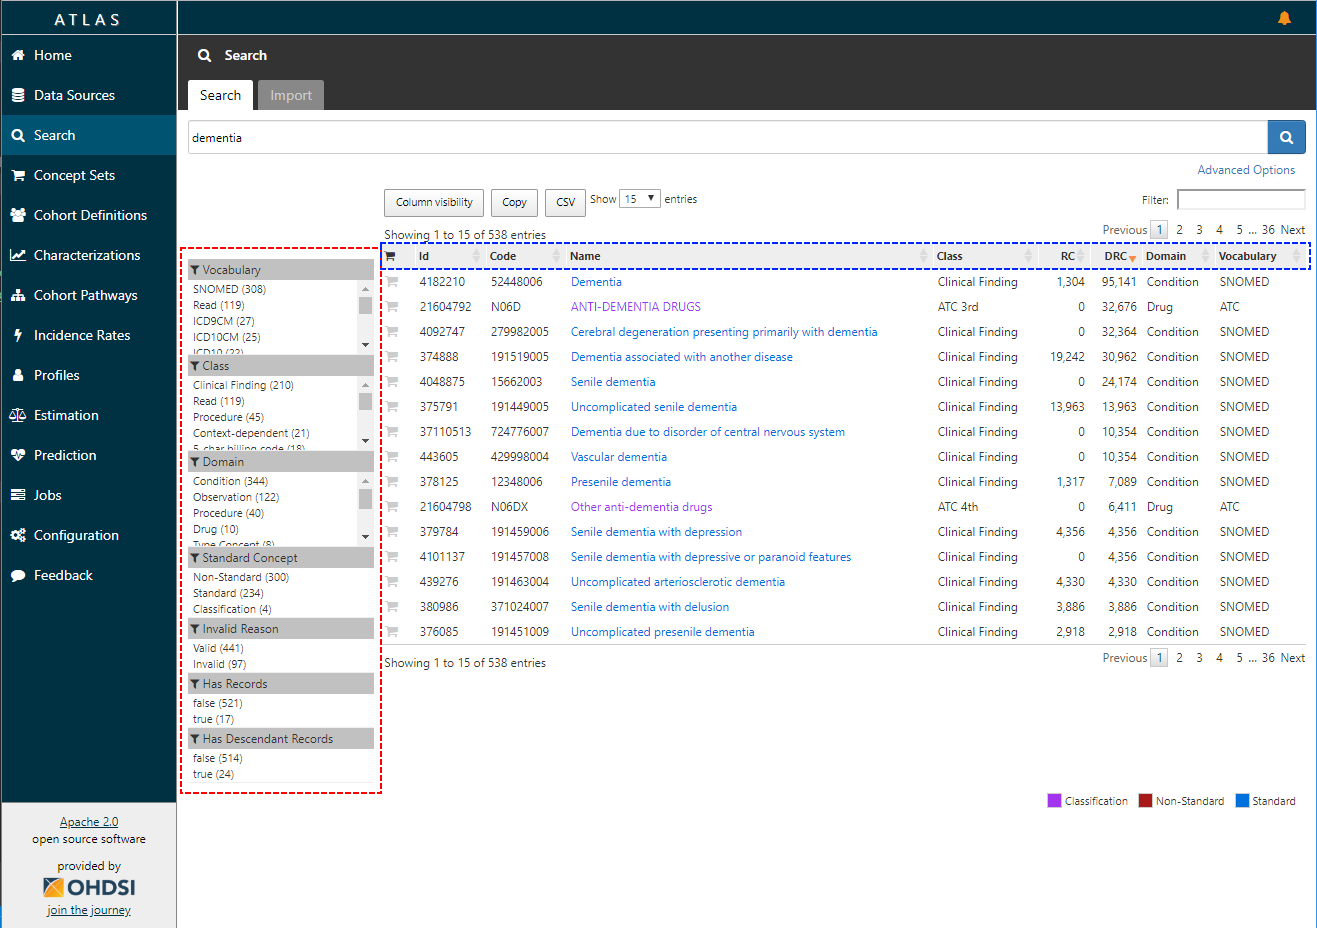 ATLAS
Home
Data Sources
Search
Concept Sets
Cohort Definitions
Characterizations
Cohort Pathways
Incidence Rates
Profiles
Estimation
Prediction
Jobs
Configuration
Feedback
Apache 2.0
open source software
provided by
OHDSI
join the journey
Search
Search Import
dementia
Advanced Options
Column visibility Copy CSV Show 15 entries Filter:
Showing 1 to 15 of 538 entries Previous 1 2 3 4 5 ... 36 Next
Vocabulary
SNOMED (308)
Read (119)
ICD9CM (27)
ICD10CM (25)
ICD10 (22)
Class
Clinical Finding (210)
Read (119)
Procedure (45)
Context-dependent (21)
5-char billing code (18)
Domain
Condition (344)
Observation (122)
Procedure (40)
Drug (10)
Type Concept (8)
Standard Concept
Non-Standard (300)
Standard (234)
Classification (4)
Invalid Reason
Valid (441)
Invalid (97)
Has Records
false (521)
true (17)
Has Descendant Records
false (514)
true (24)
Id Code Name Class RC DRC Domain Vocabulary
4182210 52448006 Dementia Clinical Finding 1,304 95,141 Condition SNOMED
21604792 N06D ANTI-DEMENTIA DRUGS ATC 3rd 0 32,676 Drug ATC
4092747 279982005 Cerebral degeneration presenting primarily with dementia Clinical Finding 0 32,364 Condition SNOMED
374888 191519005 Dementia associated with another disease Clinical Finding 19,242 30,962 Condition SNOMED
4048875 15662003 Senile dementia Clinical Finding 0 24,174 Condition SNOMED
375791 191449005 Uncomplicated senile dementia Clinical Finding 13,963 13,963 Condition SNOMED
37110513 724776007 Dementia due to disorder of central nervous system Clinical Finding 0 10,354 Condition SNOMED
443605 429998004 Vascular dementia Clinical Finding 0 10,354 Condition SNOMED
378125 12348006 Presenile dementia Clinical Finding 1,317 7,089 Condition SNOMED
21604798 N06DX Other anti-dementia drugs ATC 4th 0 6,411 Drug ATC
379784 191459006 Senile dementia with depression Clinical Finding 4,356 4,356 Condition SNOMED
4101137 191457008 Senile dementia with depressive or paranoid features Clinical Finding 0 4,356 Condition SNOMED
439276 191463004 Uncomplicated arteriosclerotic dementia Clinical Finding 4,330 4,330 Condition SNOMED
380986 371024007 Senile dementia with delusion Clinical Finding 3,886 3,886 Condition SNOMED
376085 191451009 Uncomplicated presenile dementia Clinical Finding 2,918 2,918 Condition SNOMED
Showing 1 to 15 of 538 entries Previous 1 2 3 4 5 ... 36 Next
Classification Non-Standard Standard